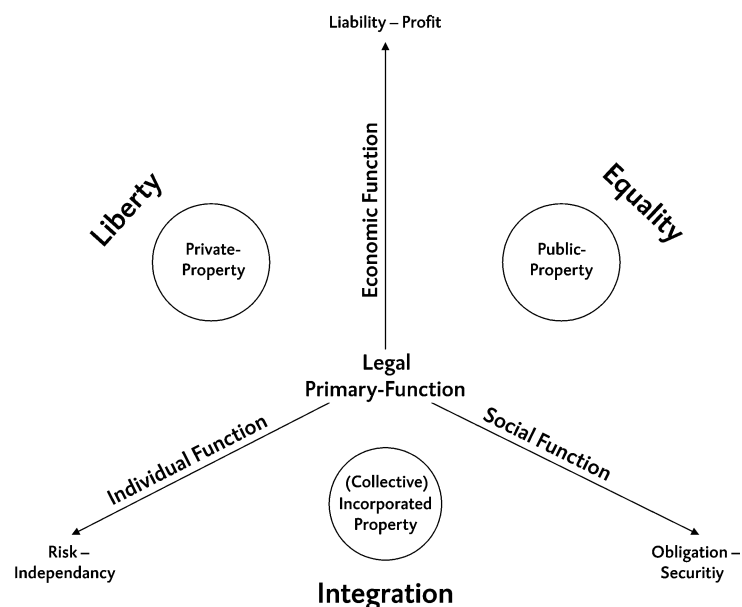 Liability – Profit
Economic Function
Liberty
Equality
Private-
Property
Public-
Property
Legal
Primary-Function
Individual Function
Social Function
(Collective)
Incorporated
Property
Risk –
Independancy
Obligation –
Securitiy
Integration